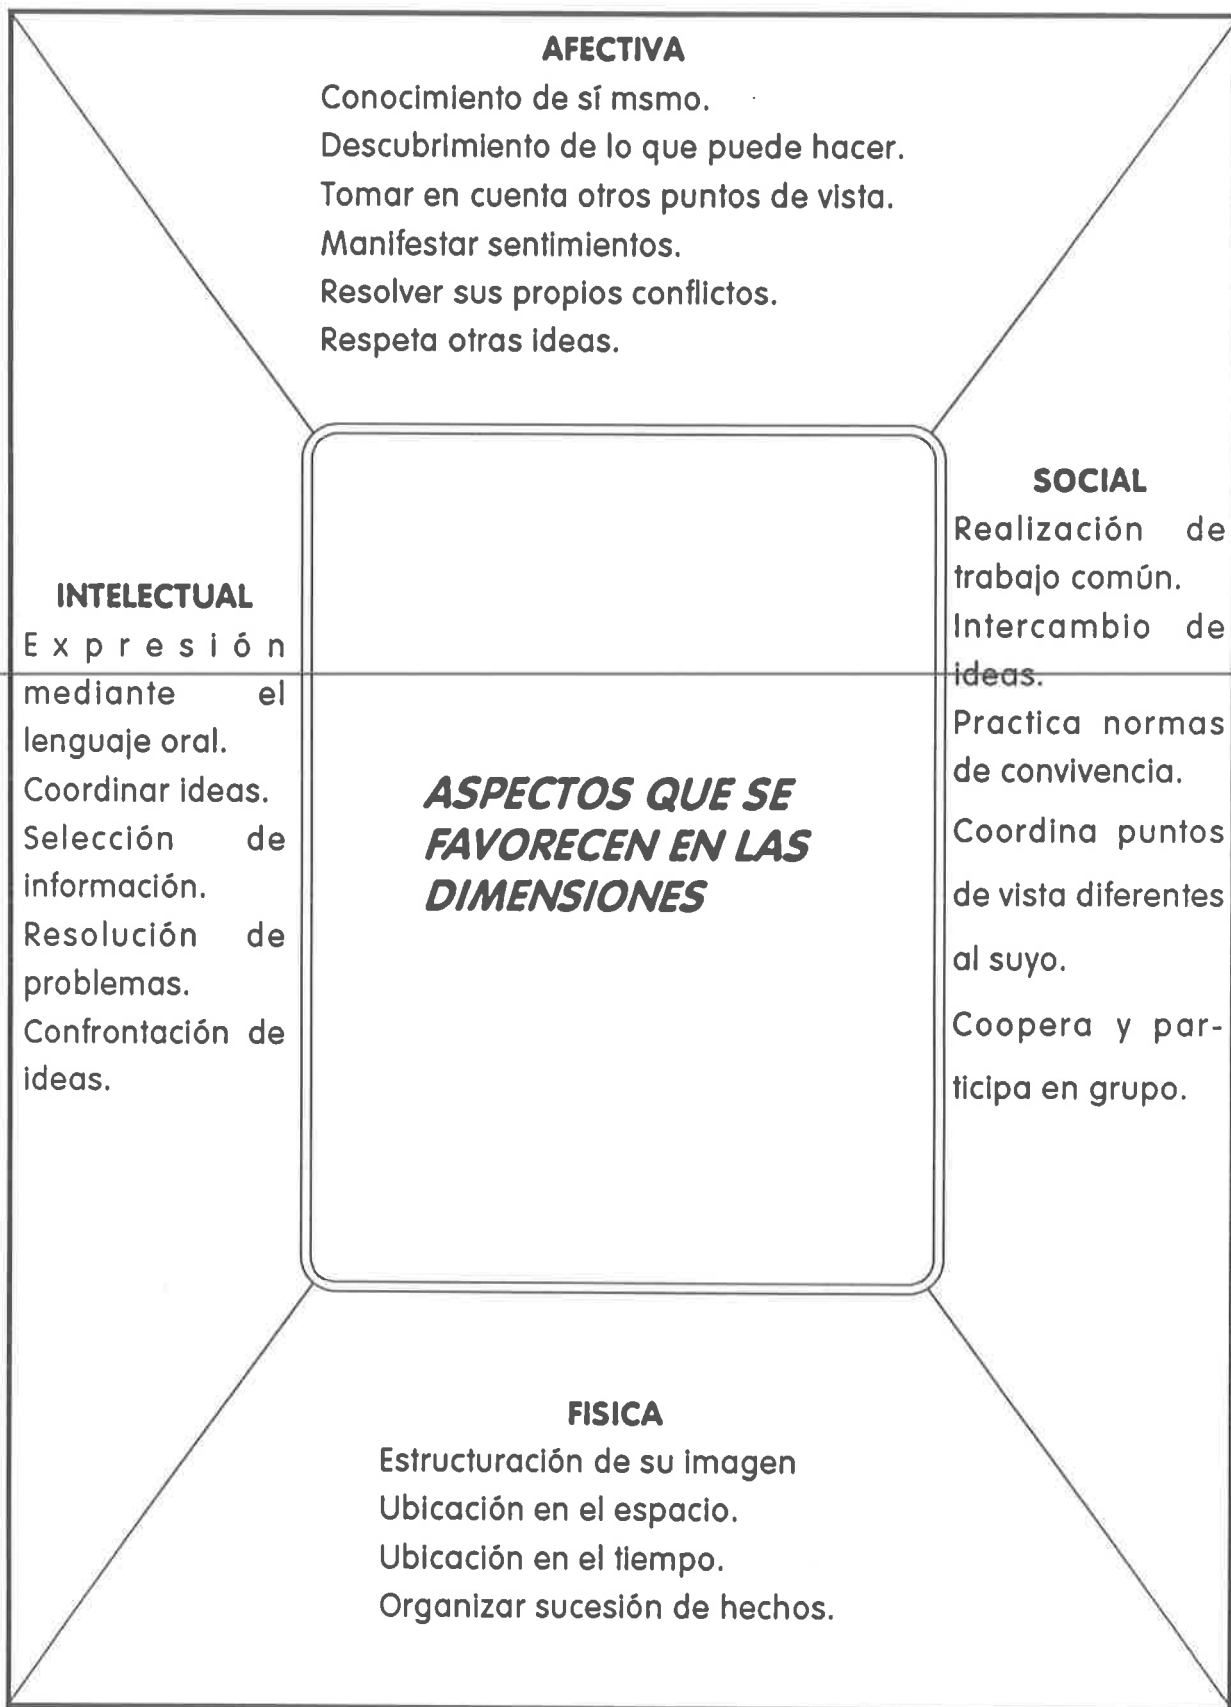 AFECTIVA
Conocimiento de sí msmo.
Descubrimiento de lo que puede hacer.
Tomar en cuenta otros puntos de vista.
Manifestar sentimientos.
Resolver sus propios conflictos.
Respeta otras ideas.
INTELECTUAL
Expresión
mediante el
lenguaje oral.
Coordinar ideas.
Selección de
información.
Resolución de
problemas.
Confrontación de
ideas.
ASPECTOS QUE SE
FAVORECEN EN LAS
DIMENSIONES
SOCIAL
Realización de
trabajo común.
Intercambio de
ideas.
Practica normas
de convivencia.
Coordina puntos
de vista diferentes
al suyo.
Coopera y par-
ticipa en grupo.
FISICA
Estructuración de su imagen
Ubicación en el espacio.
Ubicación en el tiempo.
Organizar sucesión de hechos.